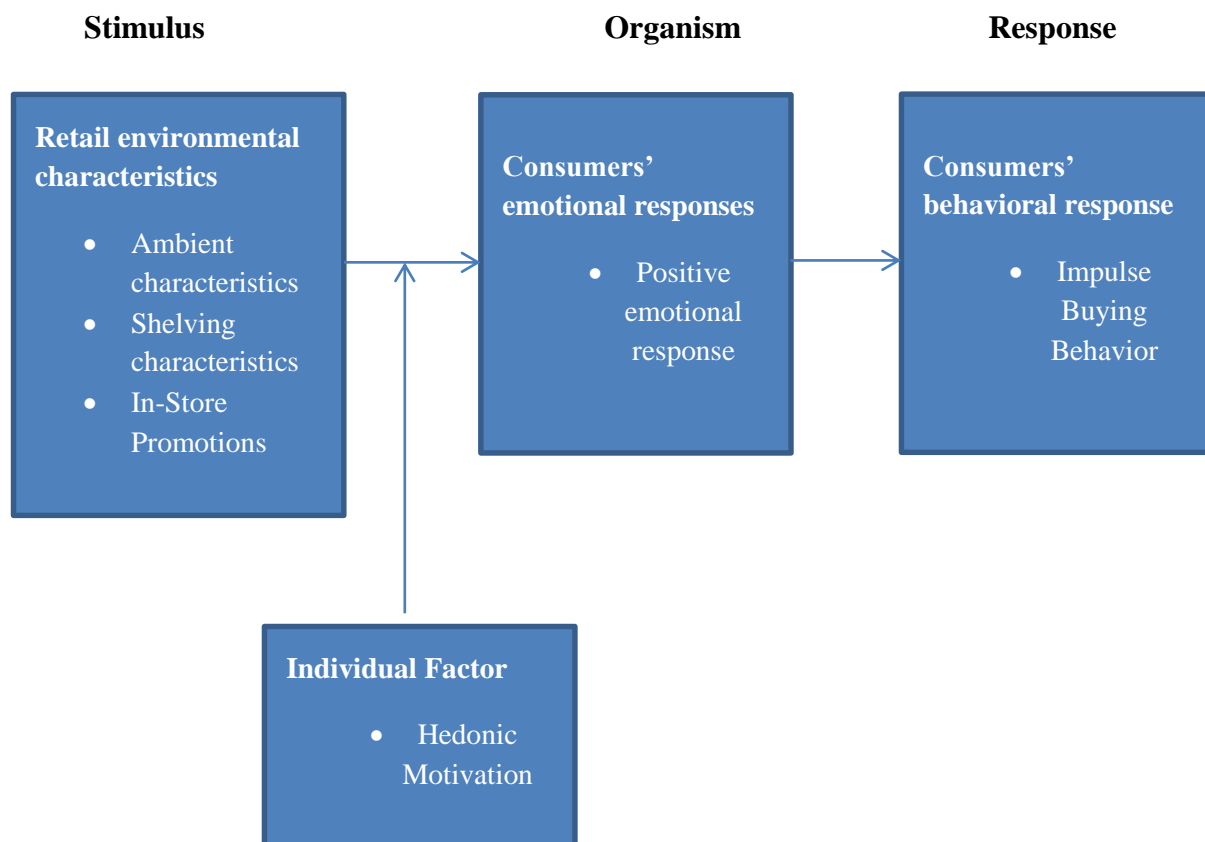 Stimulus
Organism
Response
Retail environmental
characteristics
• Ambient
characteristics
• Shelving
characteristics
• In-Store
Promotions
Consumers’
emotional responses
• Positive
emotional
response
Consumers’
behavioral response
• Impulse
Buying
Behavior
Individual Factor
• Hedonic
Motivation